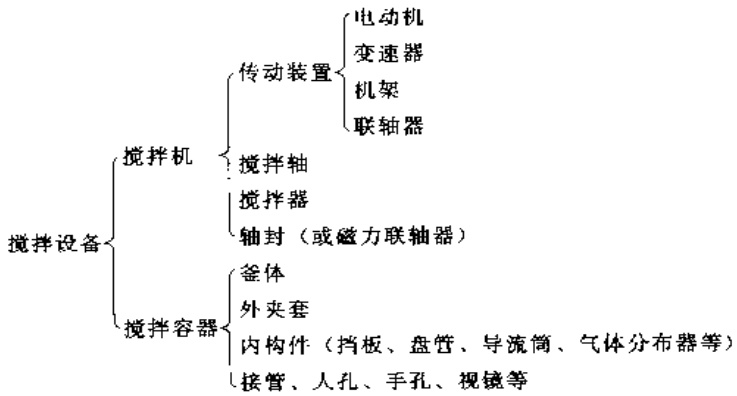 电动机
变速器
传动装置
机架
联轴器
搅拌机
搅拌轴
搅拌器
轴封（或磁力联轴器）
搅拌设备
釜体
外夹套
搅拌容器
内构件（挡板、盘管、导流筒、气体分布器等）
接管、人孔、手孔、视镜等